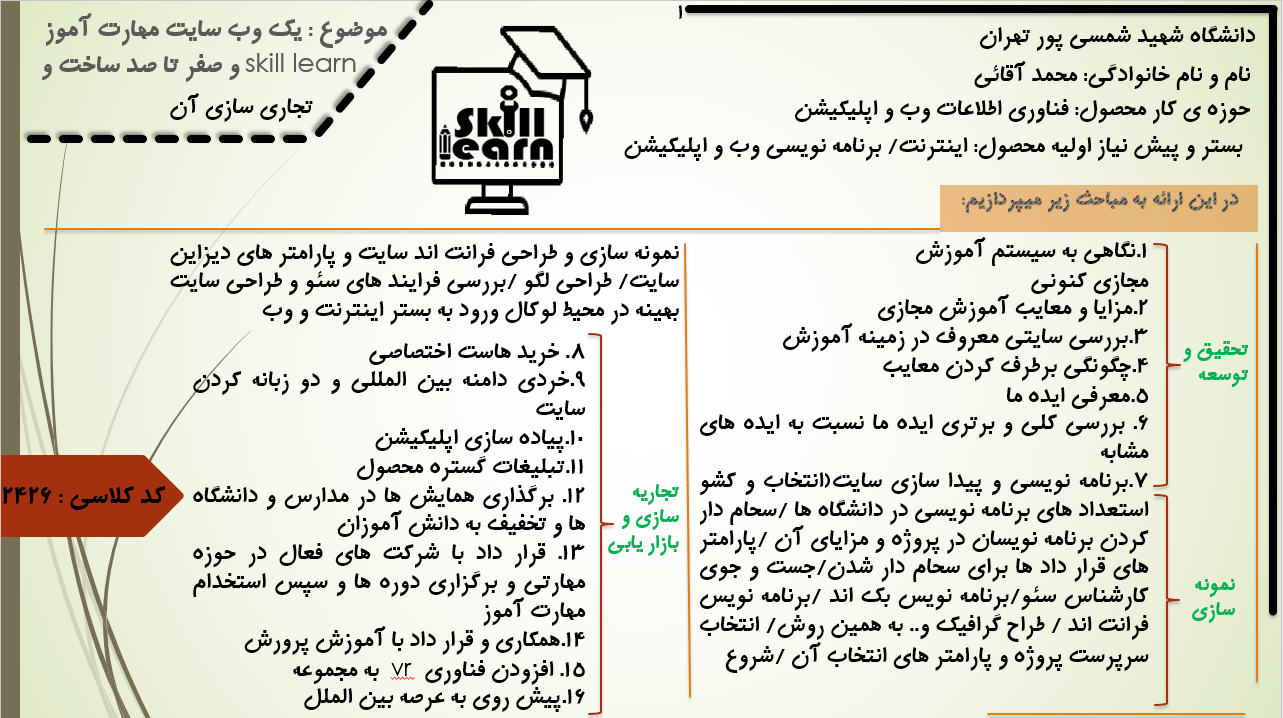 ۱
دانشگاه شهید شمسی پور تهران
نام و نام خانوادگی: محمد آقائی
حوزه ی کار محصول: فناوری اطلاعات وب و اپلیکیشن
بستر و پیش نیاز اولیه محصول: اینترنت/ برنامه نویسی وب و اپلیکیشن
skill
learn
موضوع : یک وب سایت مهارت آموز
skill learn و صفر تا صد ساخت و
تجاری سازی آن
در این ارائه به مباحث زیر میپردازیم:
تحقیق و
توسعه
۱.نگاهی به سیستم آموزش
مجازی کنونی
۲.مزایا و معایب آموزش مجازی
۳.بررسی سایتی معروف در زمینه آموزش
۴.چگونگی برطرف کردن معایب
۵.معرفی ایده ما
۶. بررسی کلی و برتری ایده ما نسبت به ایده های
مشابه
نمونه
سازی
۷.برنامه نویسی و پیدا سازی سایت(انتخاب و کشو
استعداد های برنامه نویسی در دانشگاه ها /سحام دار
کردن برنامه نویسان در پروژه و مزایای آن /پارامتر
های قرار داد ها برای سحام دار شدن/جست و جوی
کارشناس سئو/برنامه نویس بک اند /برنامه نویس
فرانت اند / طراح گرافیک و.. به همین روش/ انتخاب
سرپرست پروژه و پارامتر های انتخاب آن /شروع
نمونه سازی و طراحی فرانت اند سایت و پارامتر های دیزاین
سایت/ طراحی لگو /بررسی فرایند های سئو و طراحی سایت
بهینه در محیط لوکال ورود به بستر اینترنت و وب
تجاریه
سازی و
بازار یابی
۸. خرید هاست اختصاصی
۹.خردی دامنه بین المللی و دو زبانه کردن
سایت
۱۰.پیاده سازی اپلیکیشن
۱۱.تبلیغات گستره محصول
۱۲. برگذاری همایش ها در مدارس و دانشگاه
ها و تخفیف به دانش آموزان
۱۳. قرار داد با شرکت های فعال در حوزه
مهارتی و برگزاری دوره ها و سپس استخدام
مهارت آموز
۱۴.همکاری و قرار داد با آموزش پرورش
۱۵. افزودن فناوری vr به مجموعه
۱۶.پیش روی به عرصه بین الملل
کد کلاسی : ۲۴۲۶